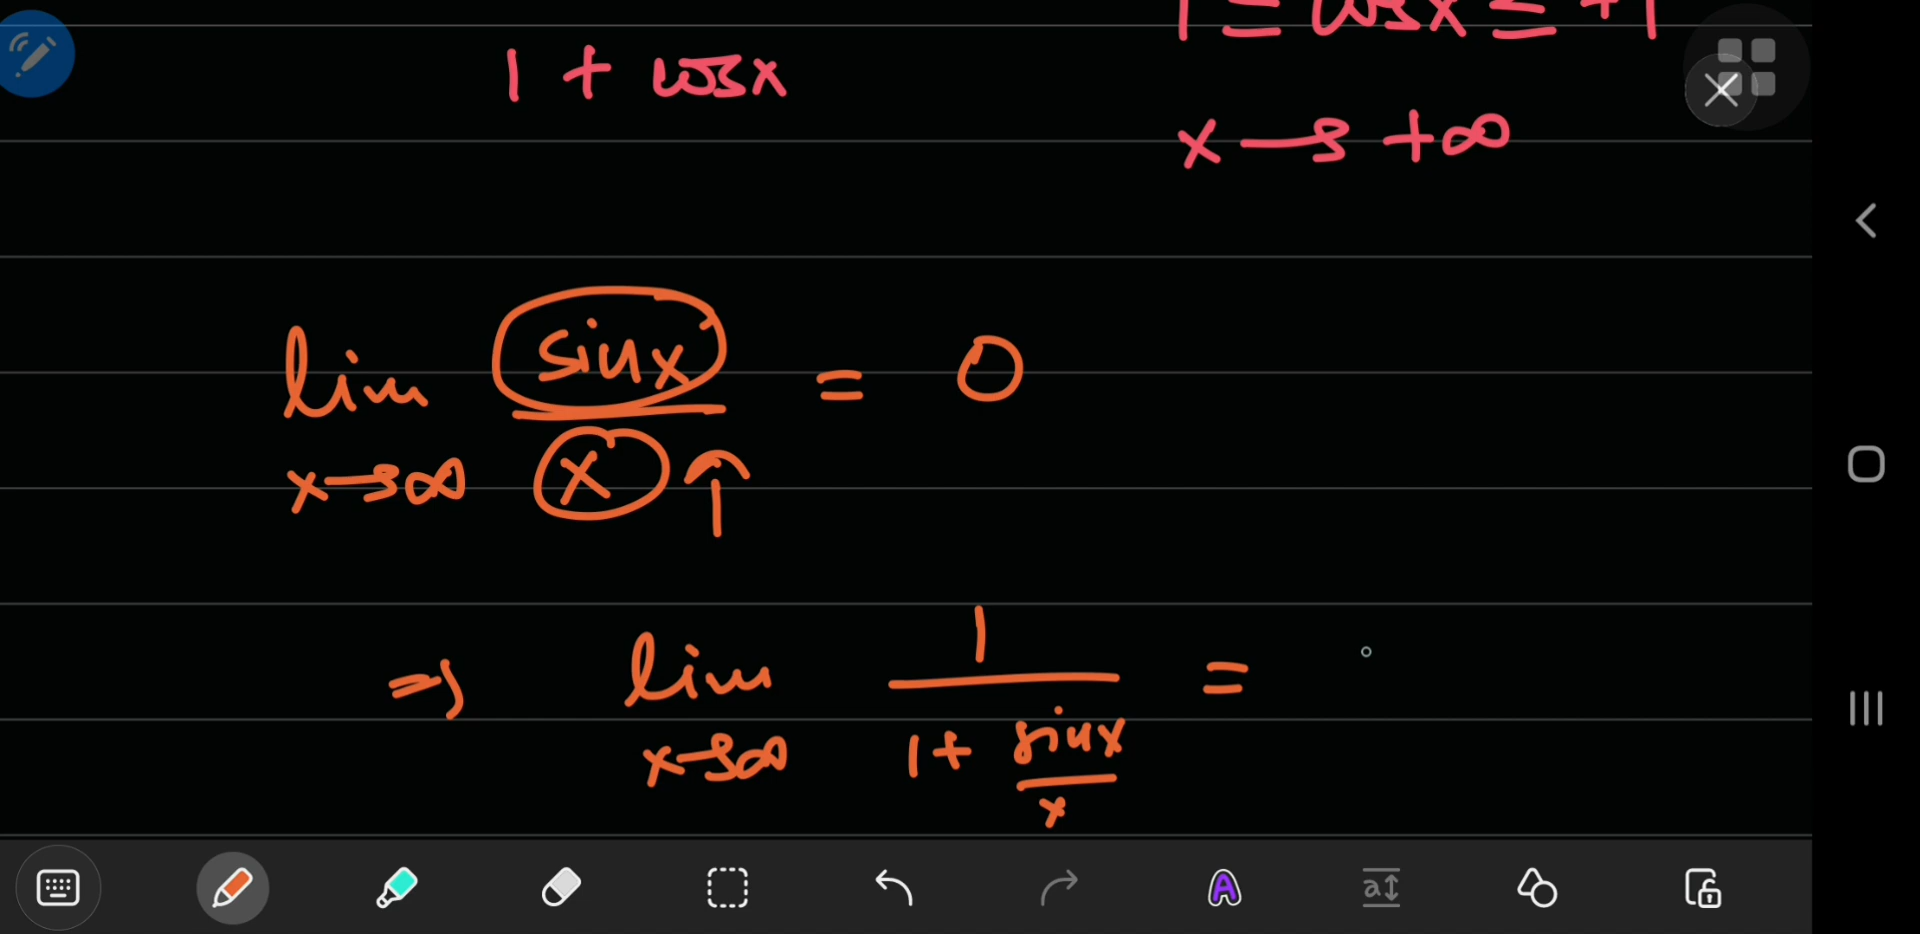 1 ≤ cosx ≤ +1
1 + cosx
x → +∞
lim sinx = 0
x→∞ x ↑
⇒ lim 1 =
x→∞ 1 + sinx
x
A
a